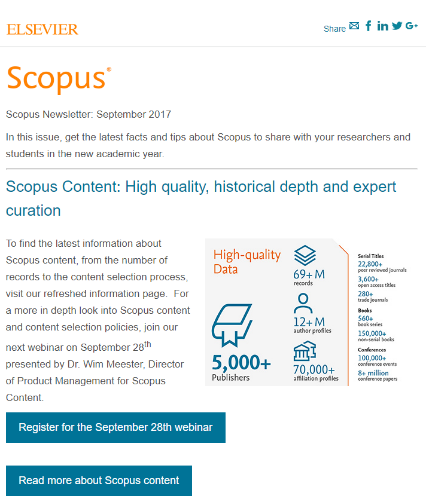 ELSEVIER
Share
Scopus®
Scopus Newsletter: September 2017
In this issue, get the latest facts and tips about Scopus to share with your researchers and
students in the new academic year.
Scopus Content: High quality, historical depth and expert
curation
To find the latest information about
Scopus content, from the number of
records to the content selection process,
visit our refreshed information page. For
a more in depth look into Scopus content
and content selection policies, join our
next webinar on September 28th
presented by Dr. Wim Meester, Director
of Product Management for Scopus
Content.
High-quality
Data
69+ M
records
12+ M
author profiles
5,000+
Publishers
70,000+
affiliation profiles
Serial Titles
22,800+
peer reviewed journals
3,600+
open access titles
280+
trade journals
Books
560+
book series
150,000+
non-serial books
Conferences
100,000+
conference events
8+ million
conference papers
Register for the September 28th webinar
Read more about Scopus content